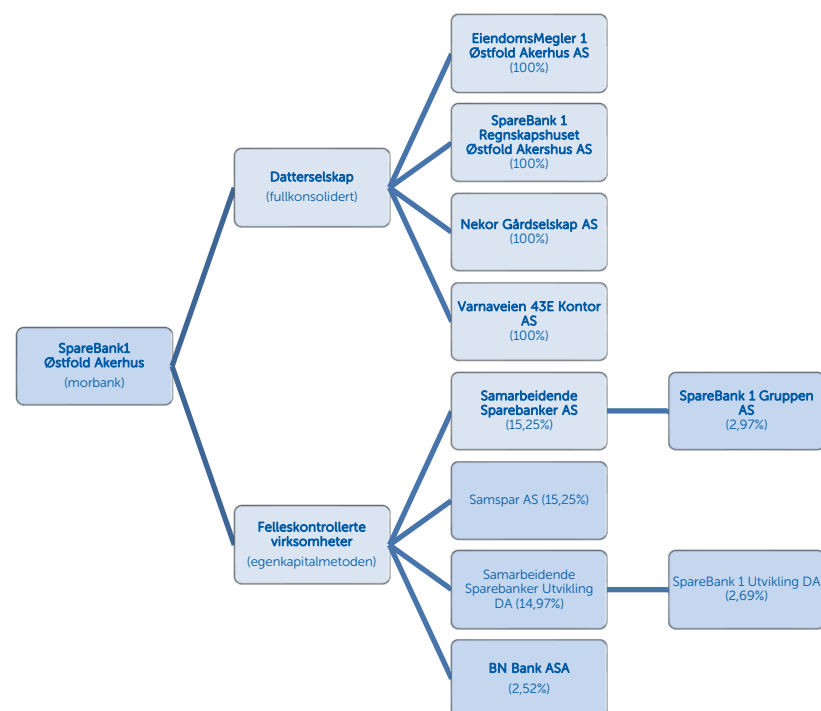 EiendomsMegler 1
Østfold Akerhus AS
(100%)
SpareBank 1
Regnskapshuset
Østfold Akershus AS
(100%)
Datterselskap
(fullkonsolidert)
Nekor Gårdselskap AS
(100%)
Varnaveien 43E Kontor
AS
(100%)
SpareBank1
Østfold Akerhus
(morbank)
Samarbeidende
Sparebanker AS
(15,25%)
SpareBank 1 Gruppen
AS
(2,97%)
Samspar AS (15,25%)
Felleskontrollerte
virksomheter
(egenkapitalmetoden)
Samarbeidende
Sparebanker Utvikling
DA (14,97%)
SpareBank 1 Utvikling DA
(2,69%)
BN Bank ASA
(2,52%)